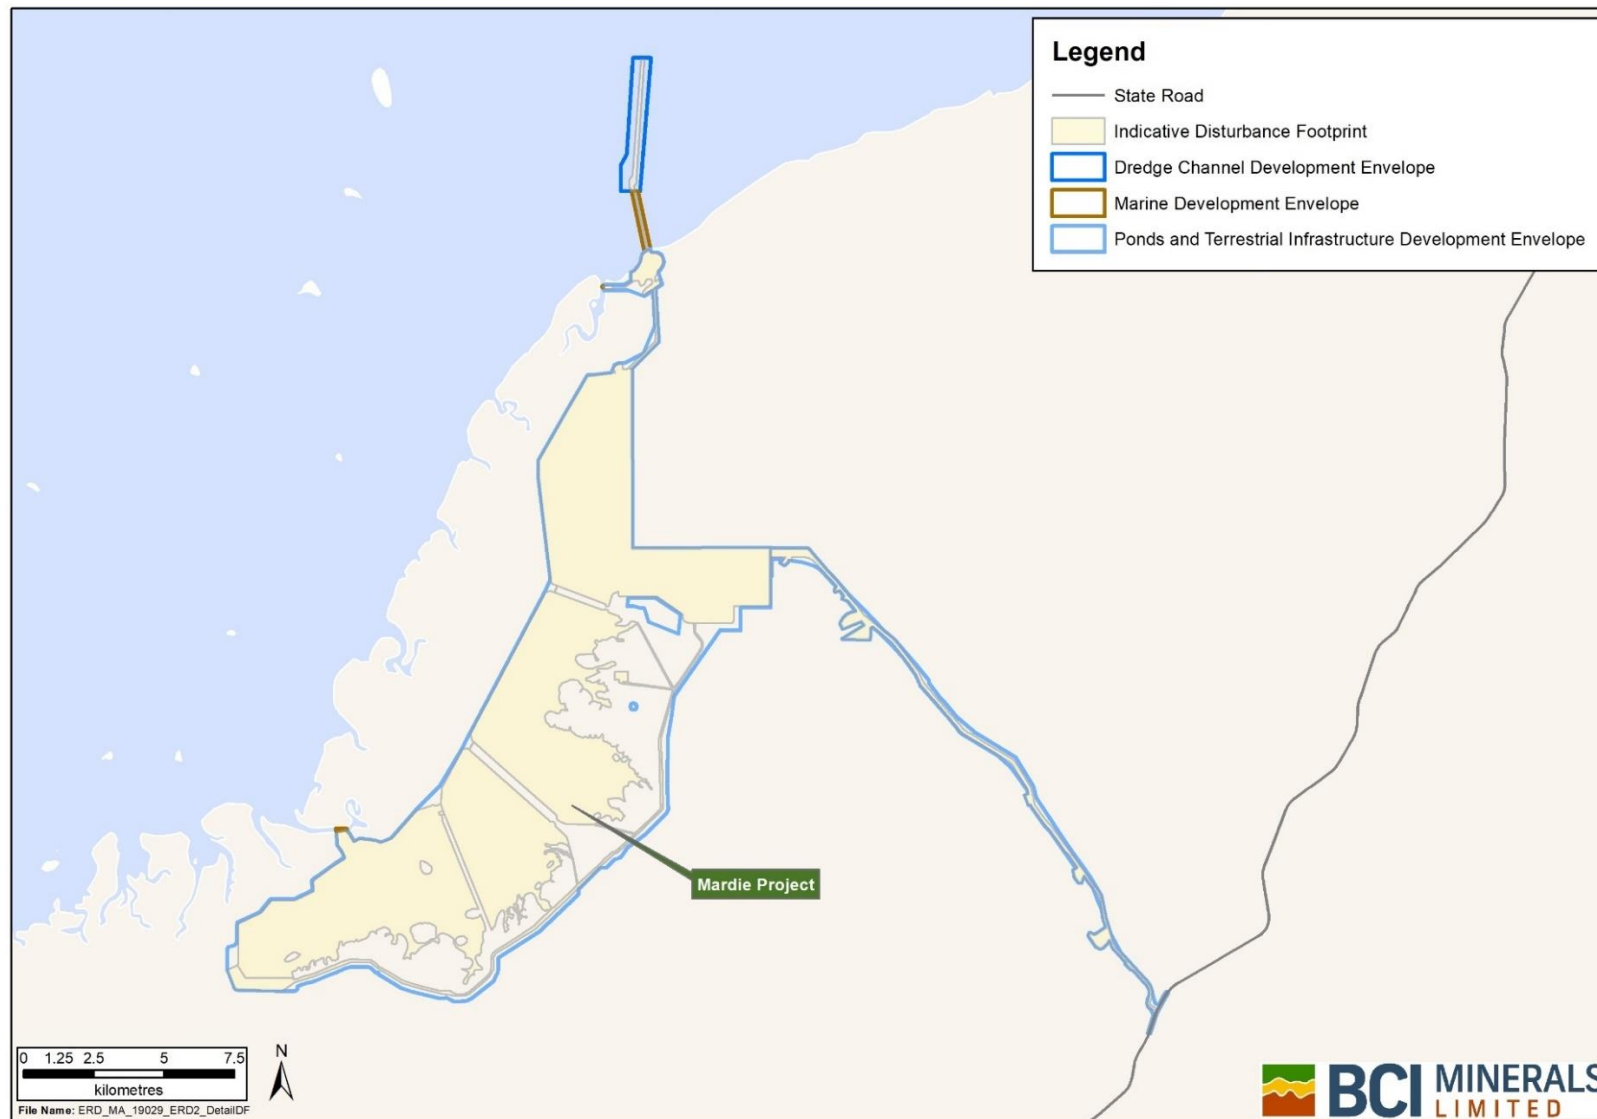 Legend
State Road
Indicative Disturbance Footprint
Dredge Channel Development Envelope
Marine Development Envelope
Ponds and Terrestrial Infrastructure Development Envelope
Mardie Project
0 1.25 2.5 5 7.5
kilometres
N
File Name: ERD_MA_19029_ERD2_DetailDF
BCI MINERALS
LIMITED